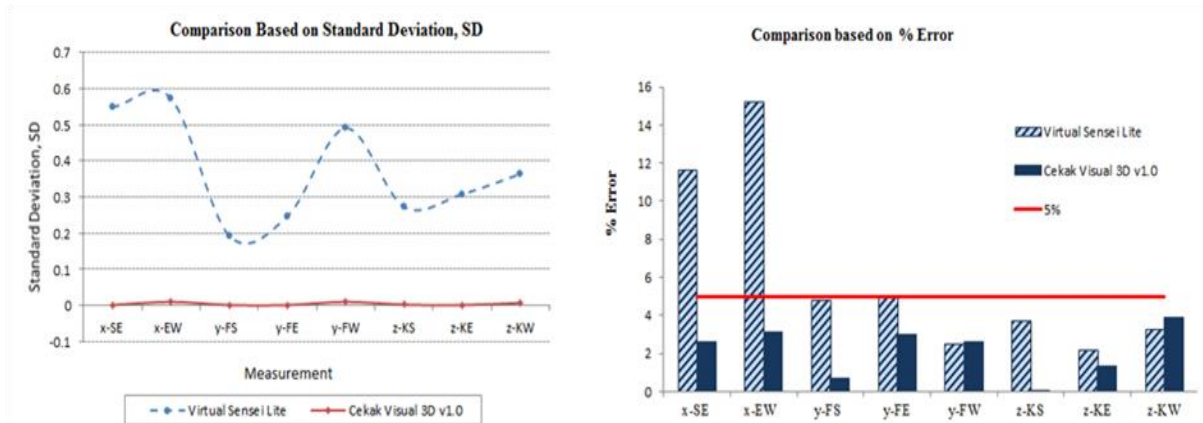 Comparison Based on Standard Deviation, SD
0.7
0.6
0.5
0.4
0.3
0.2
0.1
0
-0.1
Standard Deviation, SD
x-SE x-EW y-FS y-FE y-FW z-KS z-KE z-KW
Measurement
Virtual Sensei Lite Cekak Visual 3D v1.0
Comparison based on % Error
16
14
12
10
8
6
4
2
0
% Error
Virtual Sensei Lite
Cekak Visual 3D v1.0
5%
x-SE x-EW y-FS y-FE y-FW z-KS z-KE z-KW